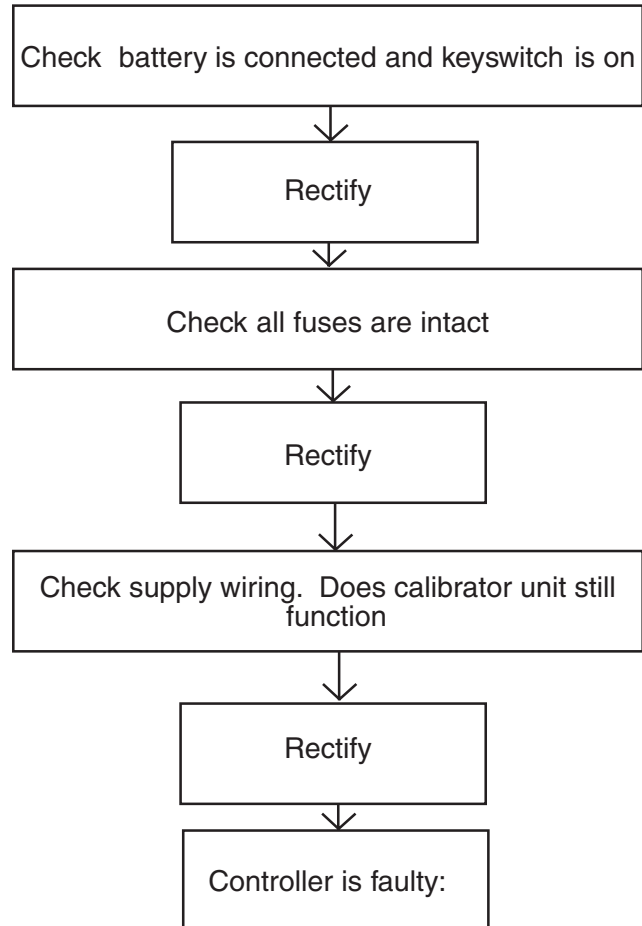 Check battery is connected and keyswitch is on
Rectify
Check all fuses are intact
Rectify
Check supply wiring. Does calibrator unit still
function
Rectify
Controller is faulty: